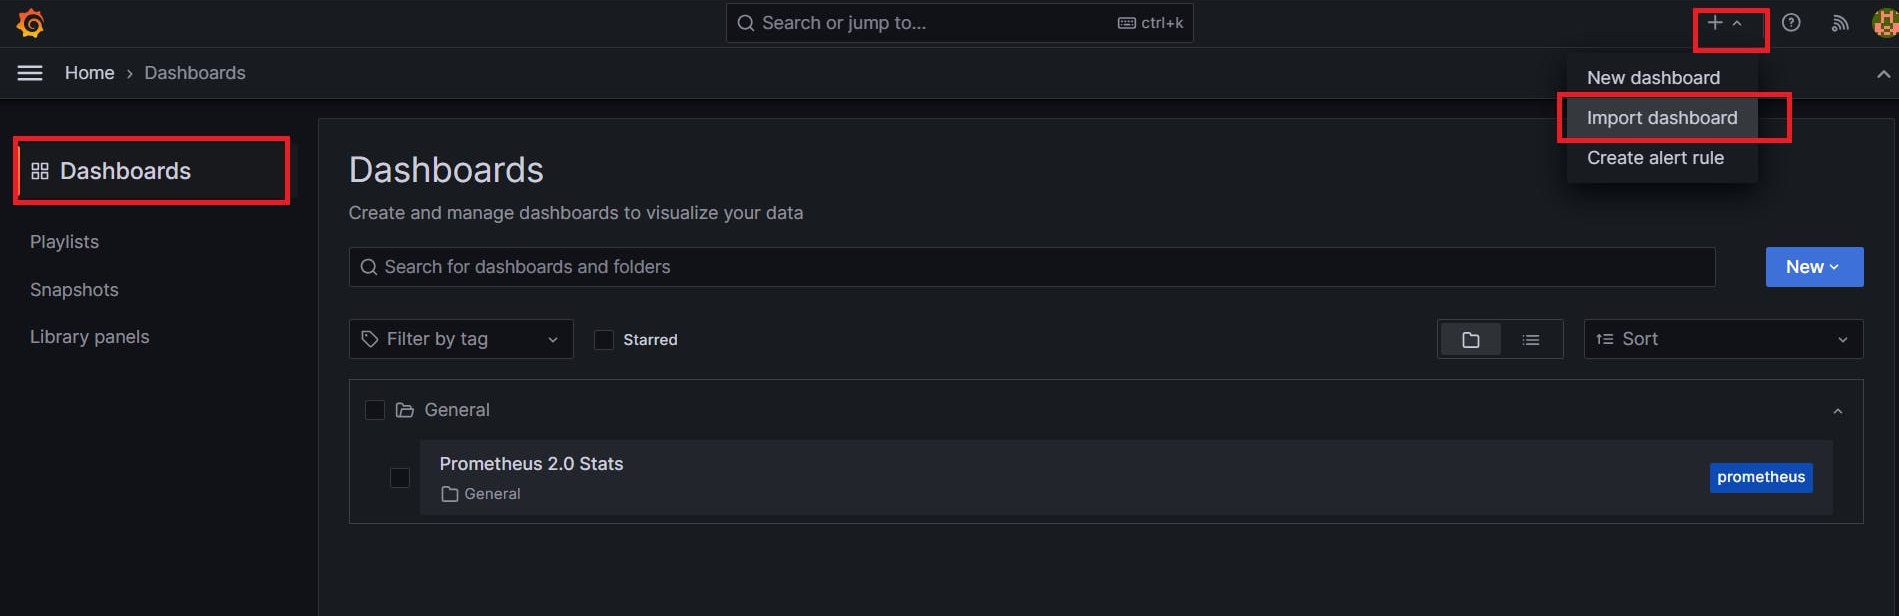 Search or jump to...
ctrl+k
Home › Dashboards
New dashboard
Import dashboard
Create alert rule
Dashboards
Playlists
Snapshots
Library panels
Dashboards
Create and manage dashboards to visualize your data
Search for dashboards and folders
New
Filter by tag
Starred
Sort
General
Prometheus 2.0 Stats
General
prometheus